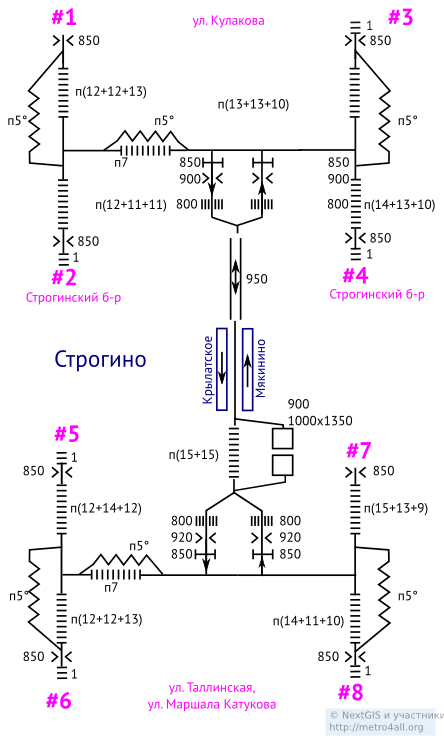 #1
ул. Кулакова
#3
1
850
850
п(12+12+13)
п(13+13+10)
п5°
п5°
п5°
п7
850
850
900
900
п(12+11+11)
800
800
п(14+13+10)
850
850
1
1
#2
#4
Строгинский б-р
Строгинский б-р
950
Строгино
Крылатское
Мякинино
900
1000х1350
#5
#7
1
850
850
п(15+15)
п(12+14+12)
п(15+13+9)
800
800
920
920
850
850
п5°
п5°
п5°
п7
п(12+12+13)
п(14+11+10)
850
850
1
1
#6
#8
ул. Таллинская,
ул. Маршала Катукова
© NextGIS и участники
http://metro4all.org